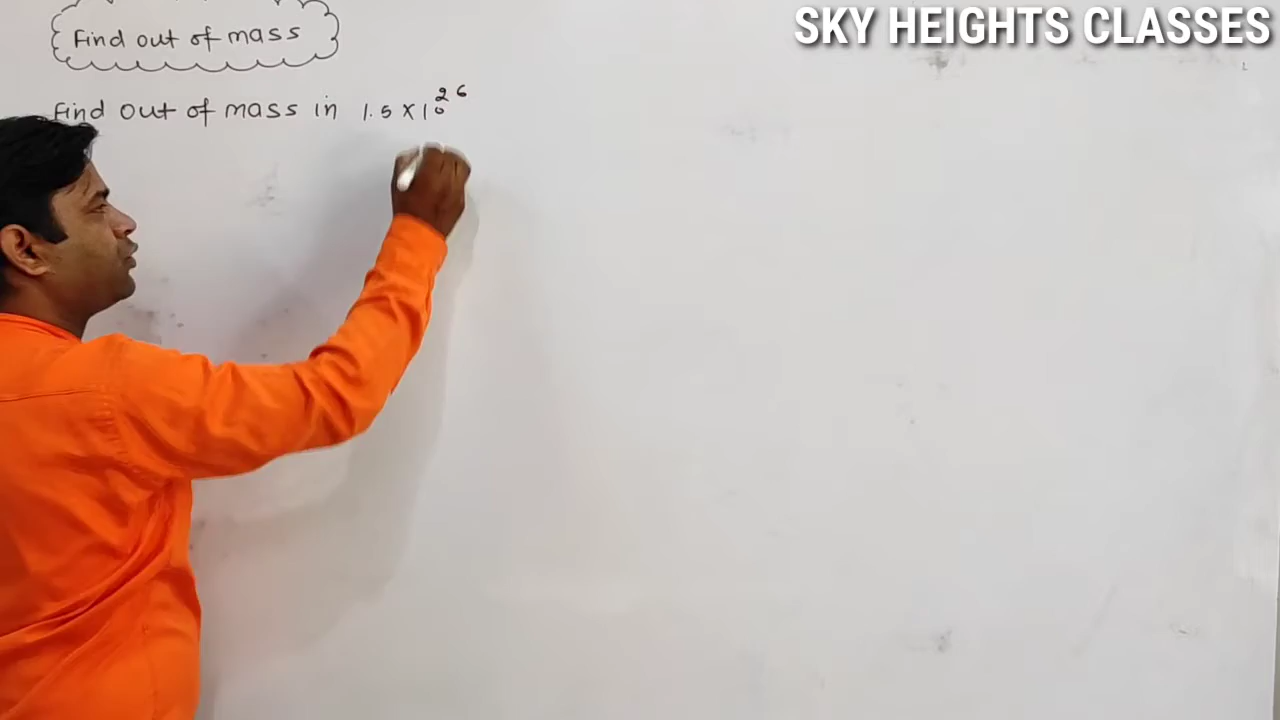 SKY HEIGHTS CLASSES
Find out of mass
Find out of mass in 1.5 x 10^26